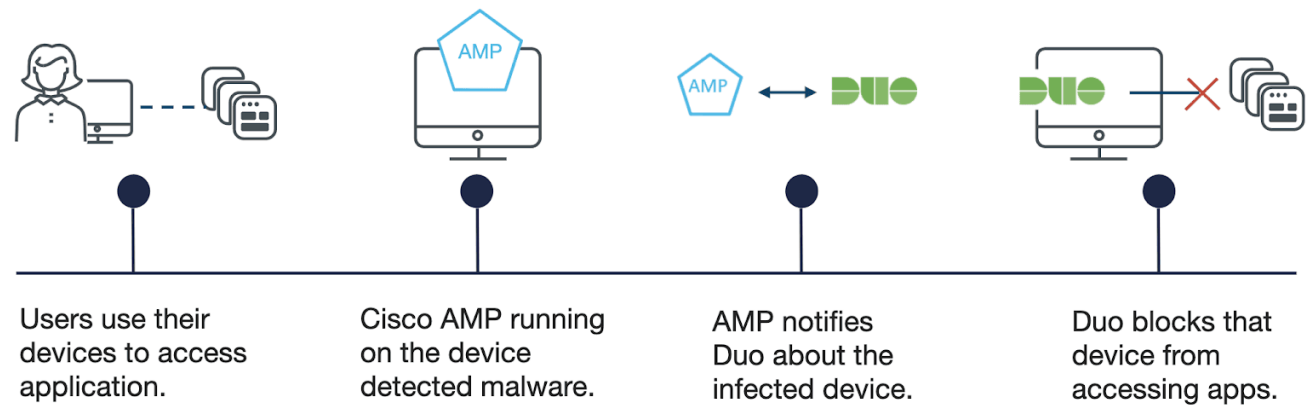 AMP
AMP
DUO
DUO
Users use their
devices to access
application.
Cisco AMP running
on the device
detected malware.
AMP notifies
Duo about the
infected device.
Duo blocks that
device from
accessing apps.